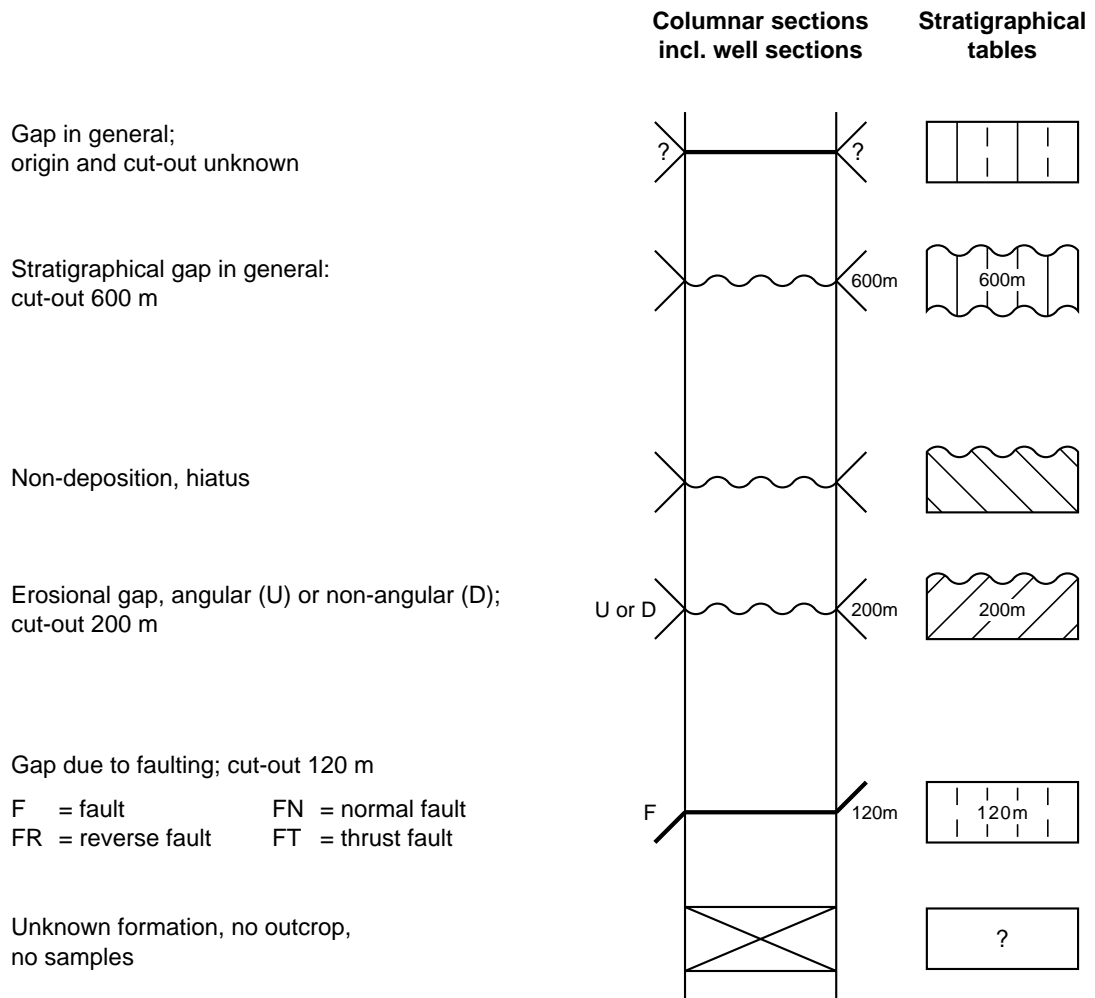 Columnar sections
incl. well sections
Stratigraphical
tables
Gap in general;
origin and cut-out unknown
? ?
Stratigraphical gap in general:
cut-out 600 m
600m 600m
Non-deposition, hiatus
Erosional gap, angular (U) or non-angular (D);
cut-out 200 m
U or D 200m 200m
Gap due to faulting; cut-out 120 m
F = fault FN = normal fault
FR = reverse fault FT = thrust fault
F 120m 120m
Unknown formation, no outcrop,
no samples
?